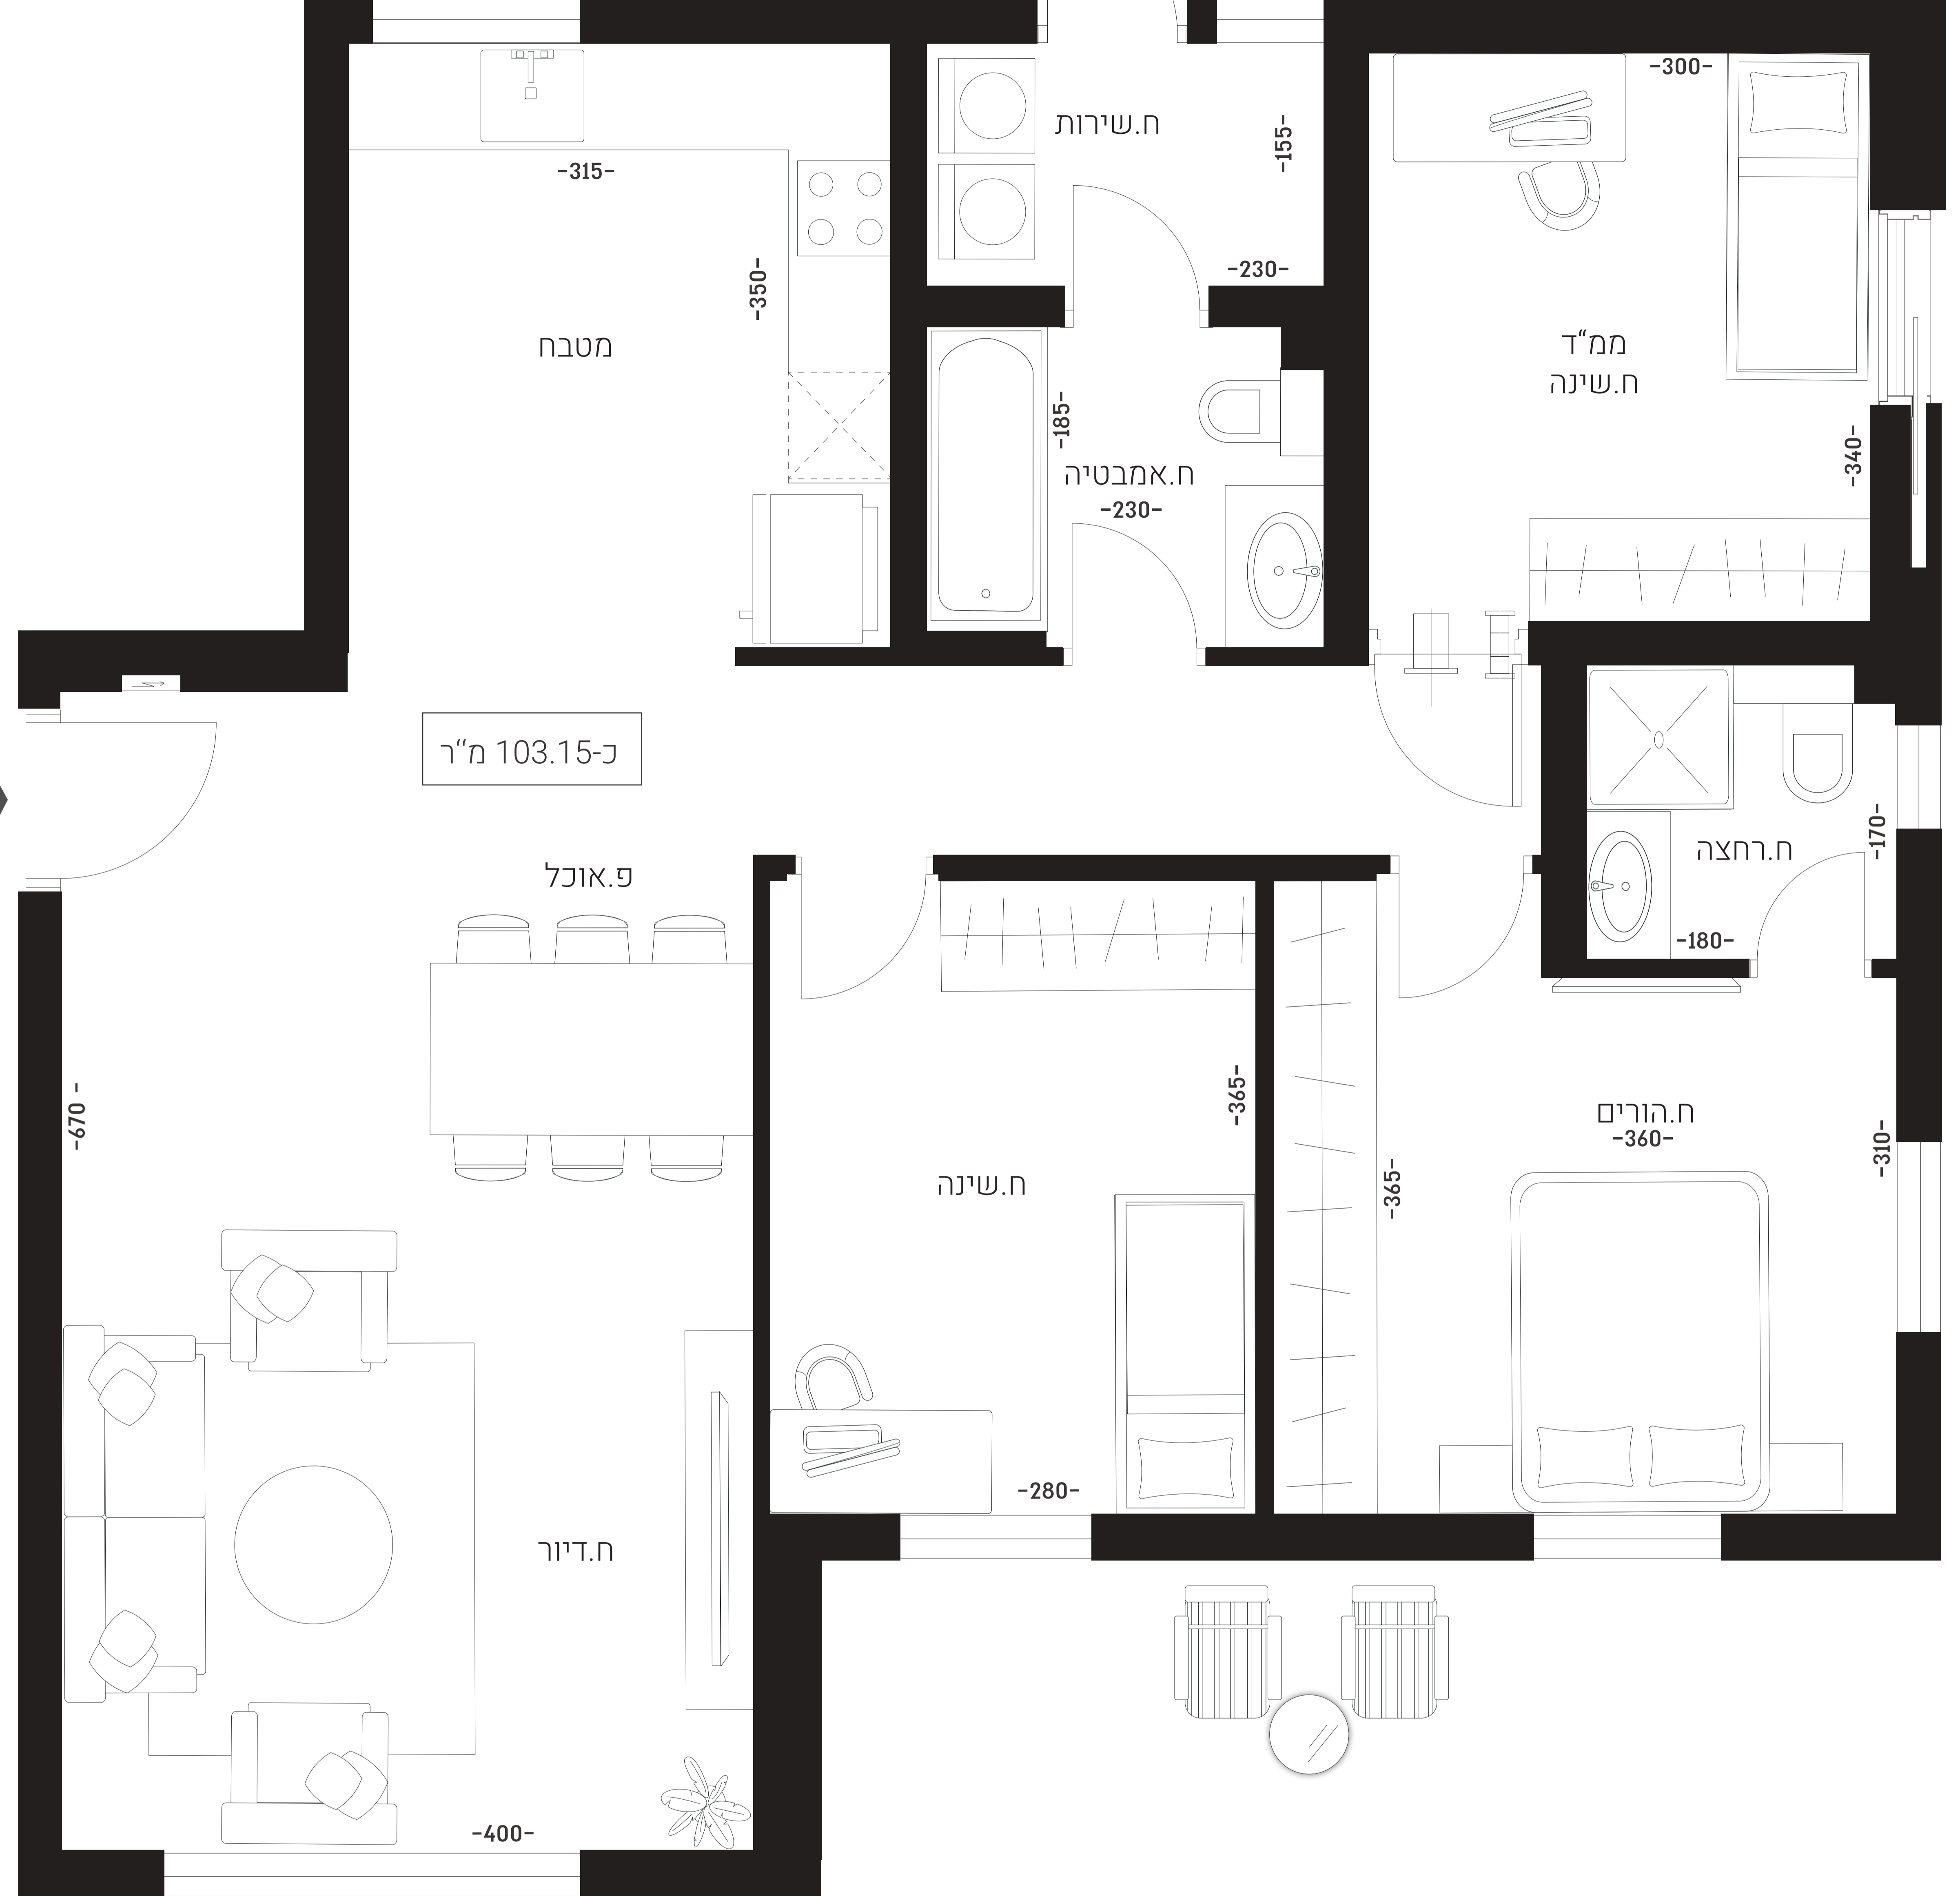 -300-
ח.שירות
-155-
-315-
-230-
-350-
מטבח
ממ"ד
ח.שינה
-185-
-340-
ח.אמבטיה
-230-
כ-103.15 מ"ר
-170-
ח.רחצה
פ.אוכל
-180-
-670 -
-365-
ח.הורים
-360-
-310-
-365-
ח.שינה
-280-
ח.דיור
-400-